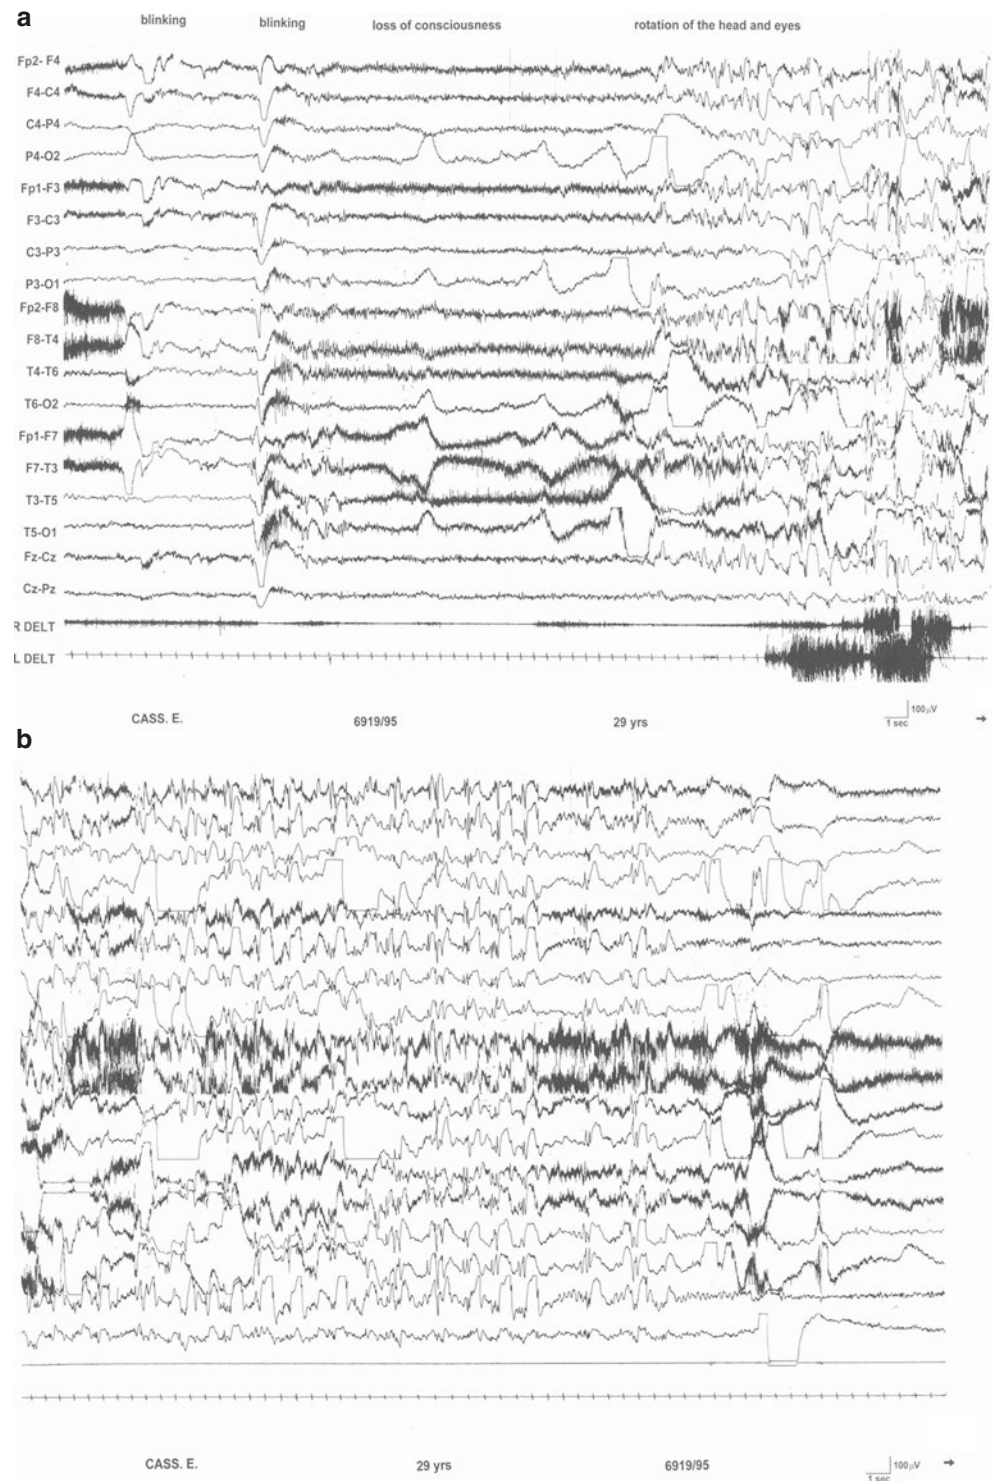 a
blinking blinking loss of consciousness rotation of the head and eyes
Fp2- F4
F4-C4
C4-P4
P4-O2
Fp1-F3
F3-C3
C3-P3
P3-O1
Fp2-F8
F8-T4
T4-T6
T6-O2
Fp1-F7
F7-T3
T3-T5
T5-O1
Fz-Cz
Cz-Pz
R DELT
L DELT
100 µV
1 sec
CASS. E. 6919/95 29 yrs
b
100 µV
1 sec
CASS. E. 29 yrs 6919/95